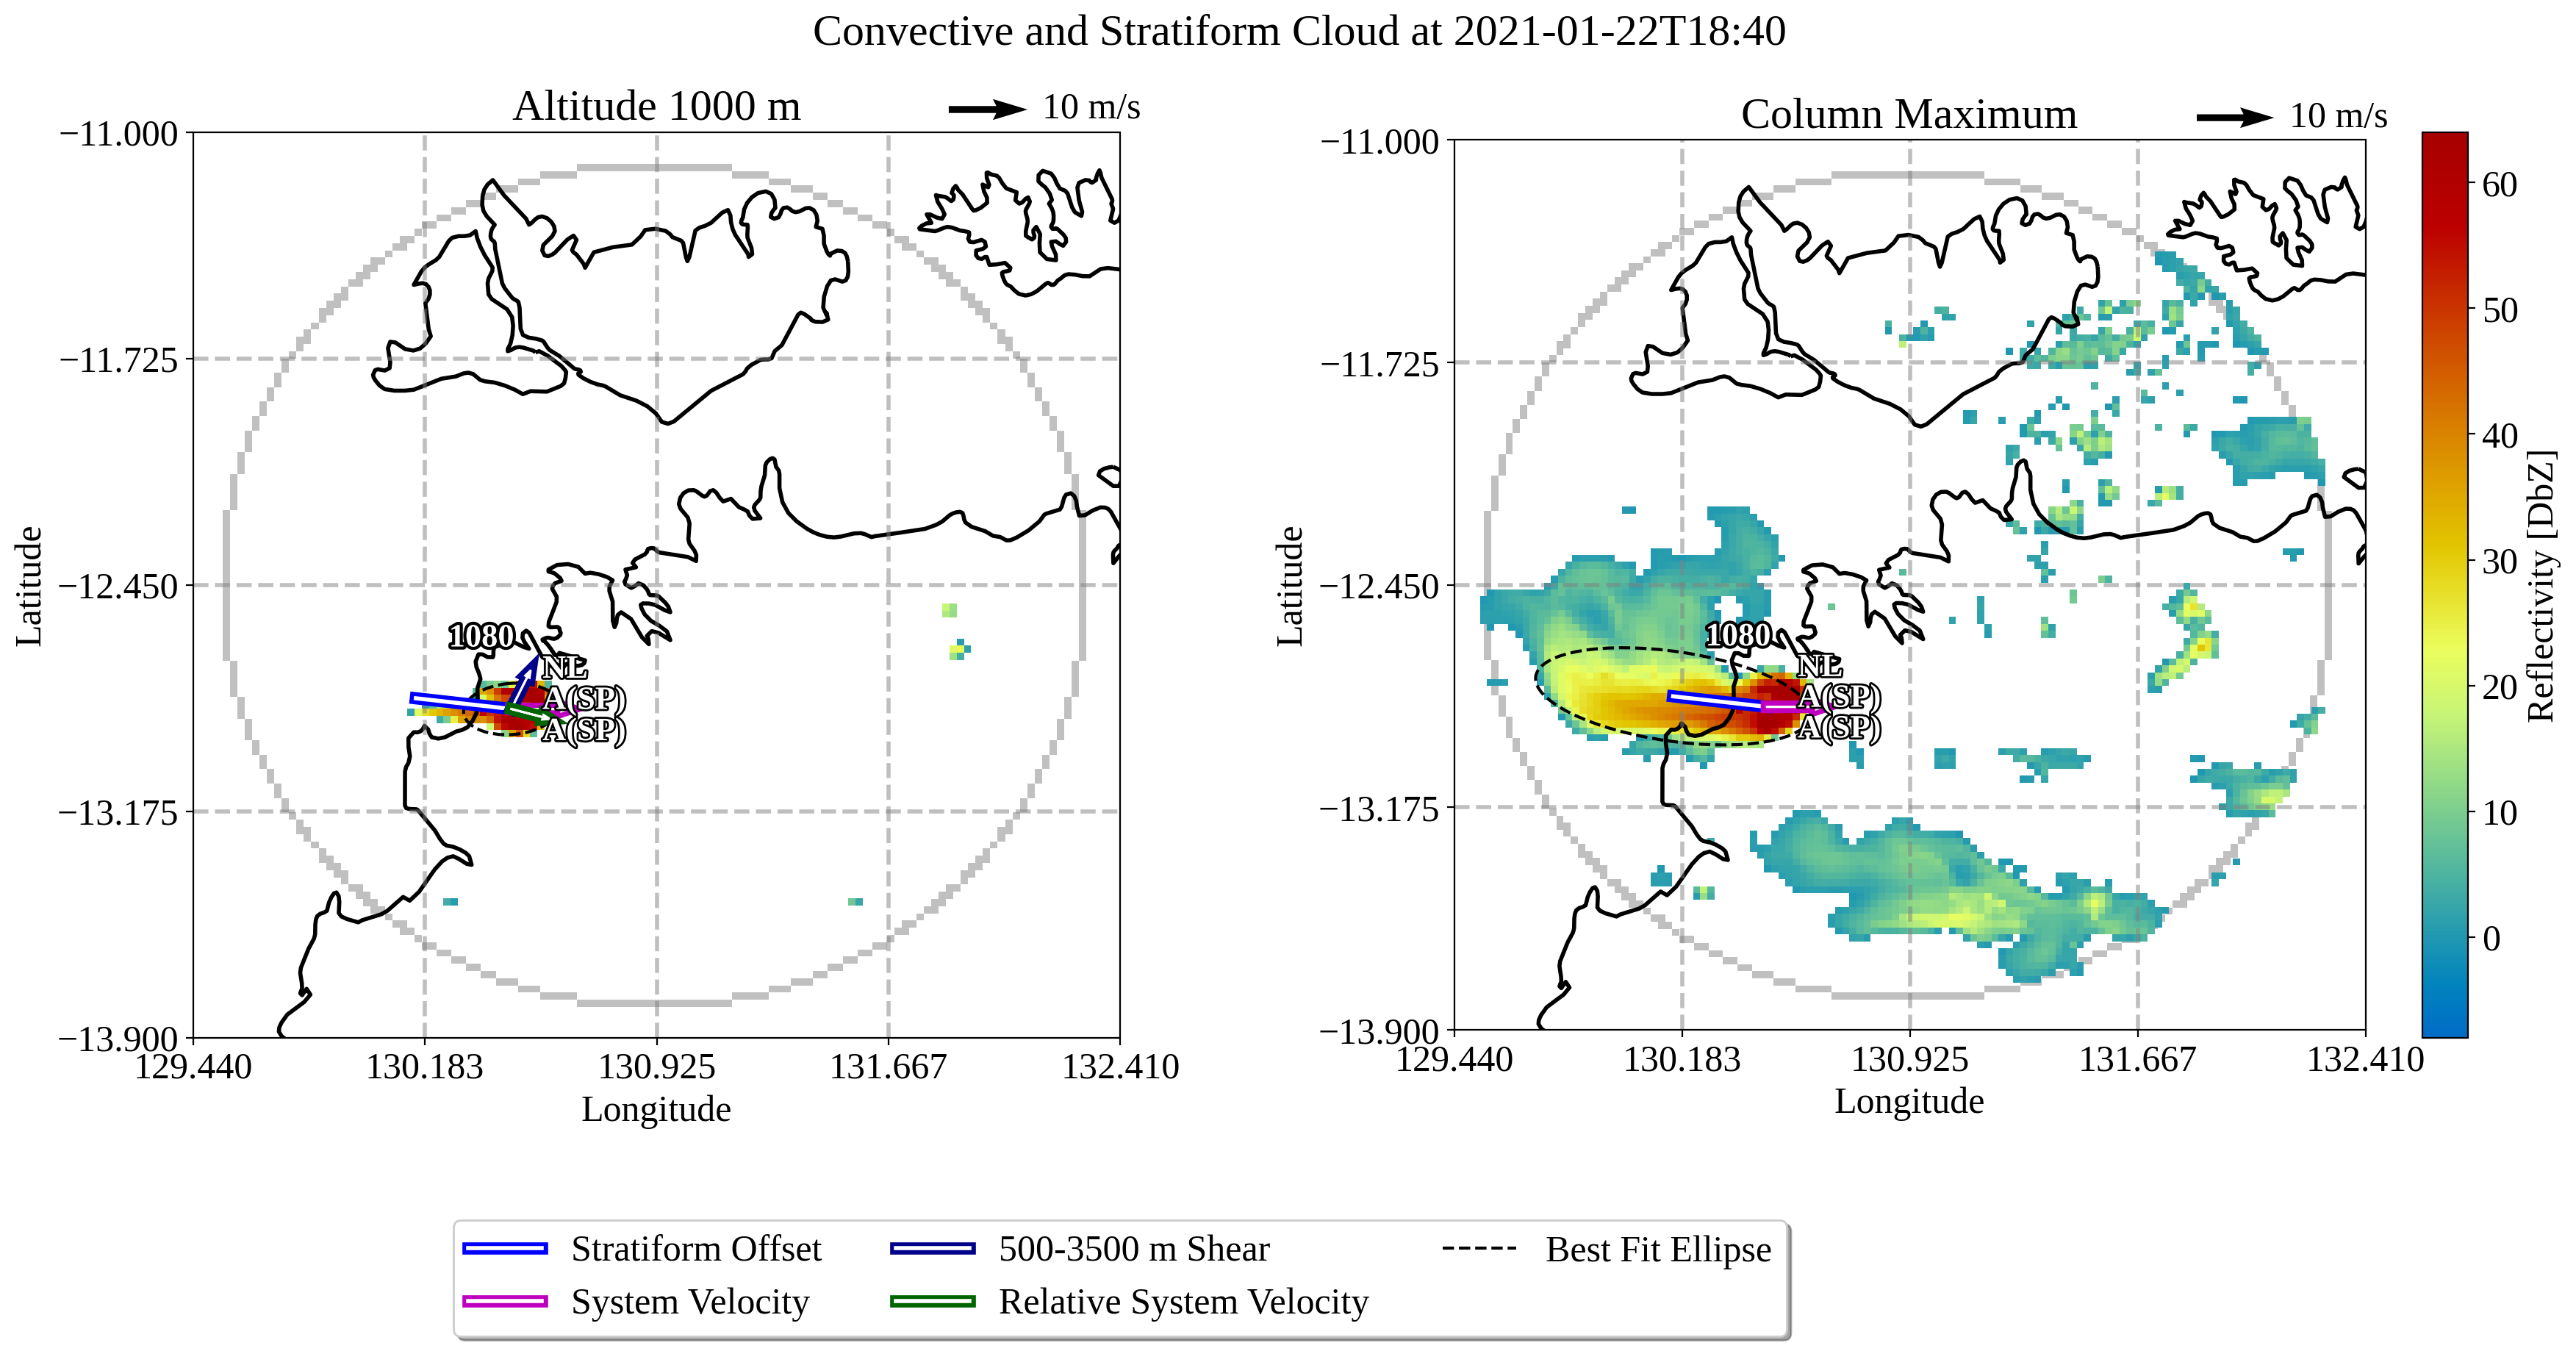 Convective and Stratiform Cloud at 2021-01-22T18:40
Altitude 1000 m
10 m/s
−11.000
−11.725
−12.450
−13.175
−13.900
129.440
130.183
130.925
131.667
132.410
Latitude
Longitude
1080
NL
A(SP)
A(SP)
Column Maximum
10 m/s
−11.000
−11.725
−12.450
−13.175
−13.900
129.440
130.183
130.925
131.667
132.410
Latitude
Longitude
1080
NL
A(SP)
A(SP)
60
50
40
30
20
10
0
Reflectivity [DbZ]
Stratiform Offset
System Velocity
500-3500 m Shear
Relative System Velocity
Best Fit Ellipse